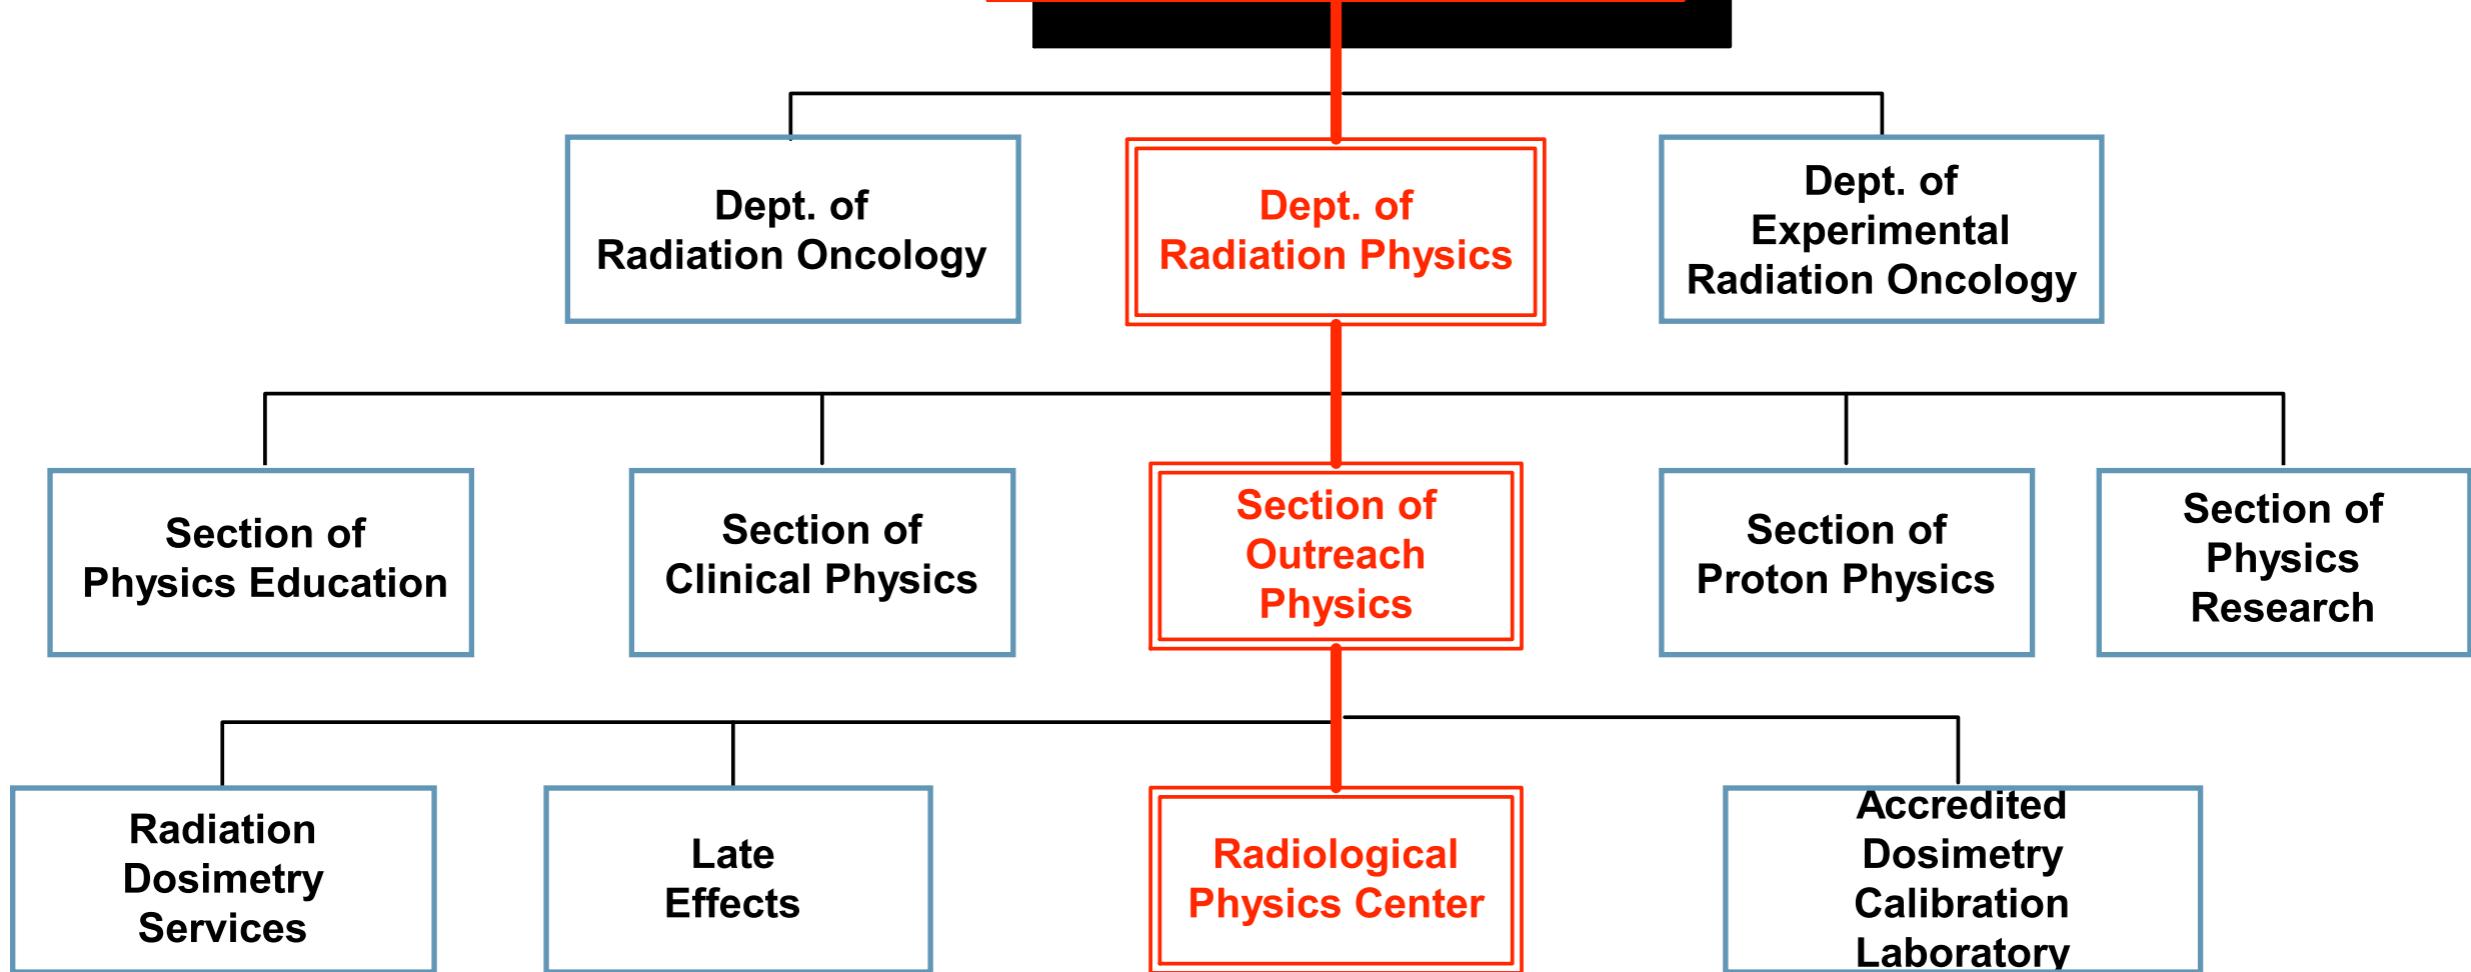 Dept. of
Radiation Oncology
Dept. of
Radiation Physics
Dept. of
Experimental
Radiation Oncology
Section of
Physics Education
Section of
Clinical Physics
Section of
Outreach
Physics
Section of
Proton Physics
Section of
Physics
Research
Radiation
Dosimetry
Services
Late
Effects
Radiological
Physics Center
Accredited
Dosimetry
Calibration
Laboratory